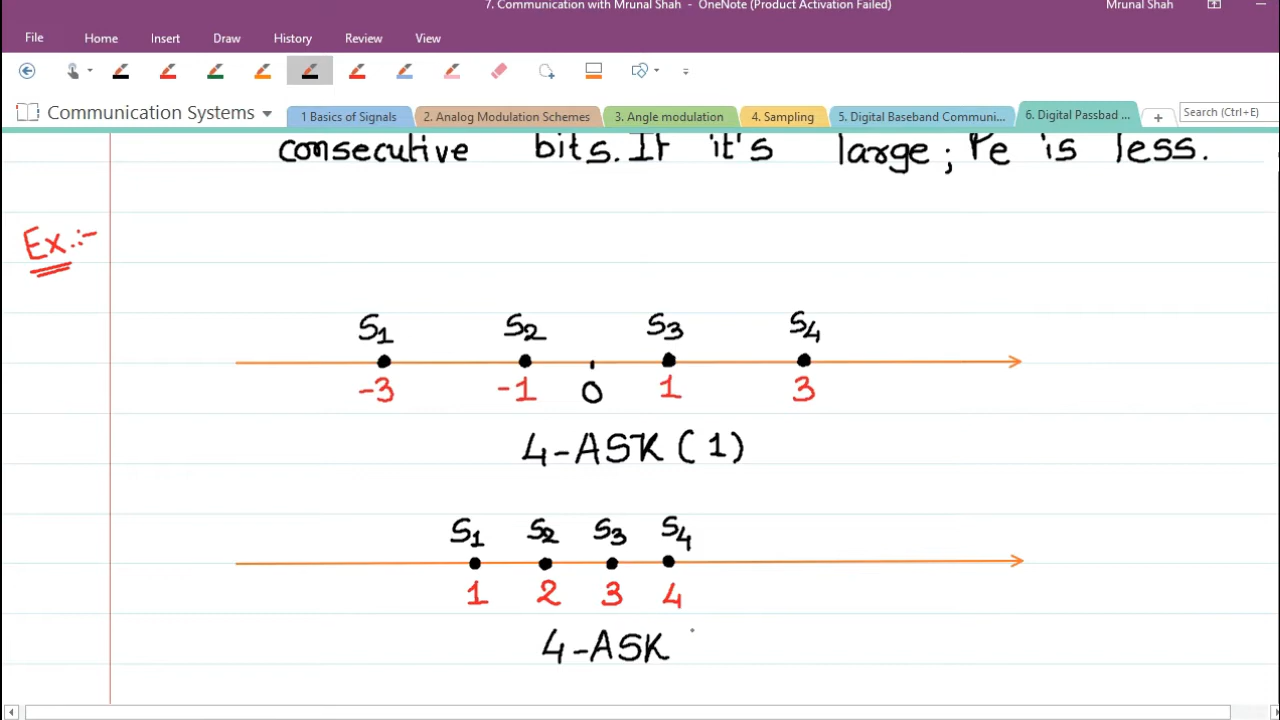 7. Communication with Mrunal Shah - OneNote (Product Activation Failed)
Mrunal Shah
File Home Insert Draw History Review View
Communication Systems
1 Basics of Signals
2. Analog Modulation Schemes
3. Angle modulation
4. Sampling
5. Digital Baseband Communi...
6. Digital Passbad ...
+
Search (Ctrl+E)
consecutive bits. If it's large; Pe is less.
Ex.:-
S1 S2 S3 S4
-3 -1 0 1 3
4-ASK (1)
S1 S2 S3 S4
1 2 3 4
4-ASK